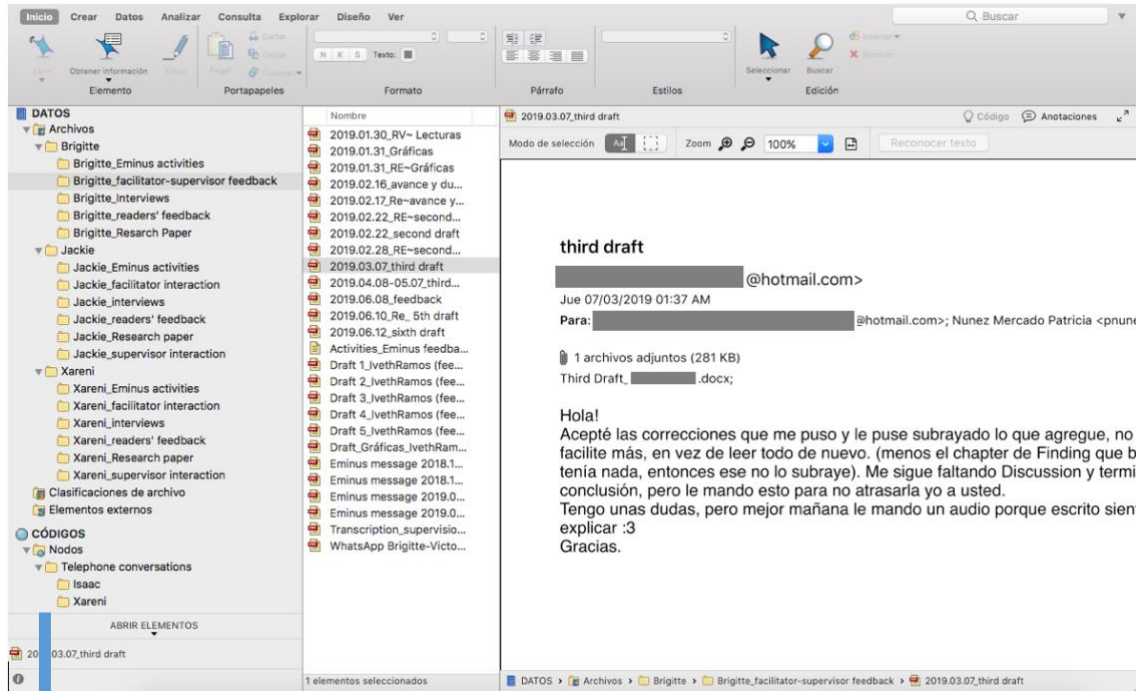 Inicio Crear Datos Analizar Consulta Explorar Diseño Ver
Buscar
Cortar
Copiar
Abrir Obtener información Editar Pegar
N K S Texto:
Seleccionar Buscar
Insertar
Eliminar
Elemento Portapapeles Formato Párrafo Estilos Edición
DATOS
Archivos
Brigitte
Brigitte_Eminus activities
Brigitte_facilitator-supervisor feedback
Brigitte_Interviews
Brigitte_readers' feedback
Brigitte_Resarch Paper
Jackie
Jackie_Eminus activities
Jackie_facilitator interaction
Jackie_interviews
Jackie_readers' feedback
Jackie_Research paper
Jackie_supervisor interaction
Xareni
Xareni_Eminus activities
Xareni_facilitator interaction
Xareni_interviews
Xareni_readers' feedback
Xareni_Research paper
Xareni_supervisor interaction
Clasificaciones de archivo
Elementos externos
CÓDIGOS
Nodos
Telephone conversations
Isaac
Xareni
ABRIR ELEMENTOS
20 03.07_third draft
Nombre
2019.01.30_RV~ Lecturas
2019.01.31_Gráficas
2019.01.31_RE~Gráficas
2019.02.16_avance y du...
2019.02.17_Re~avance y...
2019.02.22_RE~second...
2019.02.22_second draft
2019.02.28_RE~second...
2019.03.07_third draft
2019.04.08-05.07_third...
2019.06.08_feedback
2019.06.10_Re_ 5th draft
2019.06.12_sixth draft
Activities_Eminus feedba...
Draft 1_IvethRamos (fee...
Draft 2_IvethRamos (fee...
Draft 3_IvethRamos (fee...
Draft 4_IvethRamos (fee...
Draft 5_IvethRamos (fee...
Draft_Gráficas_IvethRam...
Eminus message 2018.1...
Eminus message 2018.1...
Eminus message 2019.0...
Eminus message 2019.0...
Transcription_supervisio...
WhatsApp Brigitte-Victo...
1 elementos seleccionados
2019.03.07_third draft
Código Anotaciones
Modo de selección Zoom 100% Reconocer texto
third draft
@hotmail.com>
Jue 07/03/2019 01:37 AM
Para: @hotmail.com>; Nunez Mercado Patricia <pnune
1 archivos adjuntos (281 KB)
Third Draft_ .docx;
Hola!
Acepté las correcciones que me puso y le puse subrayado lo que agregue, no
facilite más, en vez de leer todo de nuevo. (menos el chapter de Finding que
tenía nada, entonces ese no lo subraye). Me sigue faltando Discussion y
conclusión, pero le mando esto para no atrasarla yo a usted.
Tengo unas dudas, pero mejor mañana le mando un audio porque escrito
explicar :3
Gracias.
DATOS › Archivos › Brigitte › Brigitte_facilitator-supervisor feedback › 2019.03.07_third draft